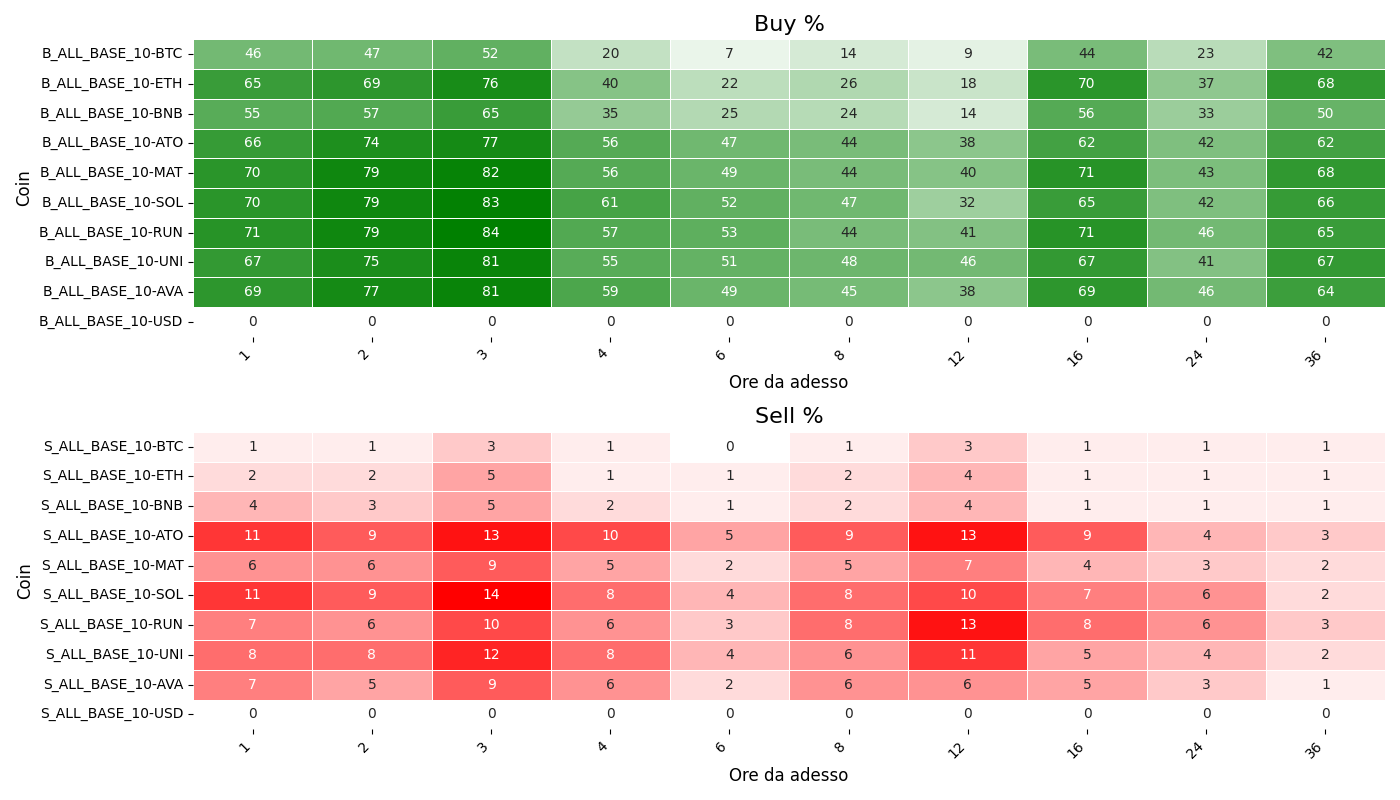 Buy %
Coin
B_ALL_BASE_10-BTC 46 47 52 20 7 14 9 44 23 42
B_ALL_BASE_10-ETH 65 69 76 40 22 26 18 70 37 68
B_ALL_BASE_10-BNB 55 57 65 35 25 24 14 56 33 50
B_ALL_BASE_10-ATO 66 74 77 56 47 44 38 62 42 62
B_ALL_BASE_10-MAT 70 79 82 56 49 44 40 71 43 68
B_ALL_BASE_10-SOL 70 79 83 61 52 47 32 65 42 66
B_ALL_BASE_10-RUN 71 79 84 57 53 44 41 71 46 65
B_ALL_BASE_10-UNI 67 75 81 55 51 48 46 67 41 67
B_ALL_BASE_10-AVA 69 77 81 59 49 45 38 69 46 64
B_ALL_BASE_10-USD 0 0 0 0 0 0 0 0 0 0
1 2 3 4 6 8 12 16 24 36
Ore da adesso
Sell %
Coin
S_ALL_BASE_10-BTC 1 1 3 1 0 1 3 1 1 1
S_ALL_BASE_10-ETH 2 2 5 1 1 2 4 1 1 1
S_ALL_BASE_10-BNB 4 3 5 2 1 2 4 1 1 1
S_ALL_BASE_10-ATO 11 9 13 10 5 9 13 9 4 3
S_ALL_BASE_10-MAT 6 6 9 5 2 5 7 4 3 2
S_ALL_BASE_10-SOL 11 9 14 8 4 8 10 7 6 2
S_ALL_BASE_10-RUN 7 6 10 6 3 8 13 8 6 3
S_ALL_BASE_10-UNI 8 8 12 8 4 6 11 5 4 2
S_ALL_BASE_10-AVA 7 5 9 6 2 6 6 5 3 1
S_ALL_BASE_10-USD 0 0 0 0 0 0 0 0 0 0
1 2 3 4 6 8 12 16 24 36
Ore da adesso